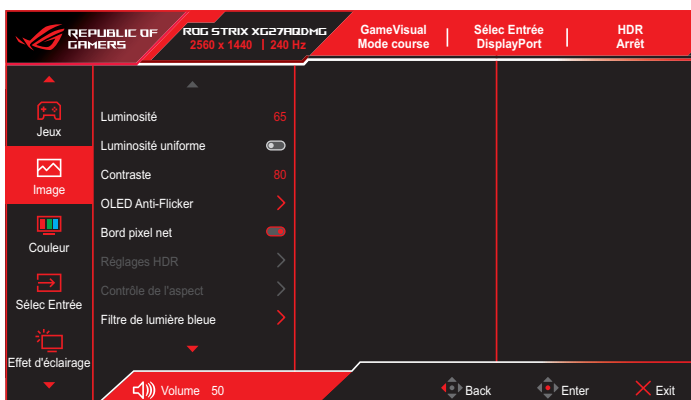 REPUBLIC OF
GAMERS
ROG STRIX XG27AQDMG
2560 x 1440 | 240 Hz
GameVisual
Mode course
Sélec Entrée
DisplayPort
HDR
Arrêt
Jeux
Image
Couleur
Sélec Entrée
Effet d'éclairage
Luminosité 65
Luminosité uniforme
Contraste 80
OLED Anti-Flicker
Bord pixel net
Réglages HDR
Contrôle de l'aspect
Filtre de lumière bleue
Volume 50
Back
Enter
Exit